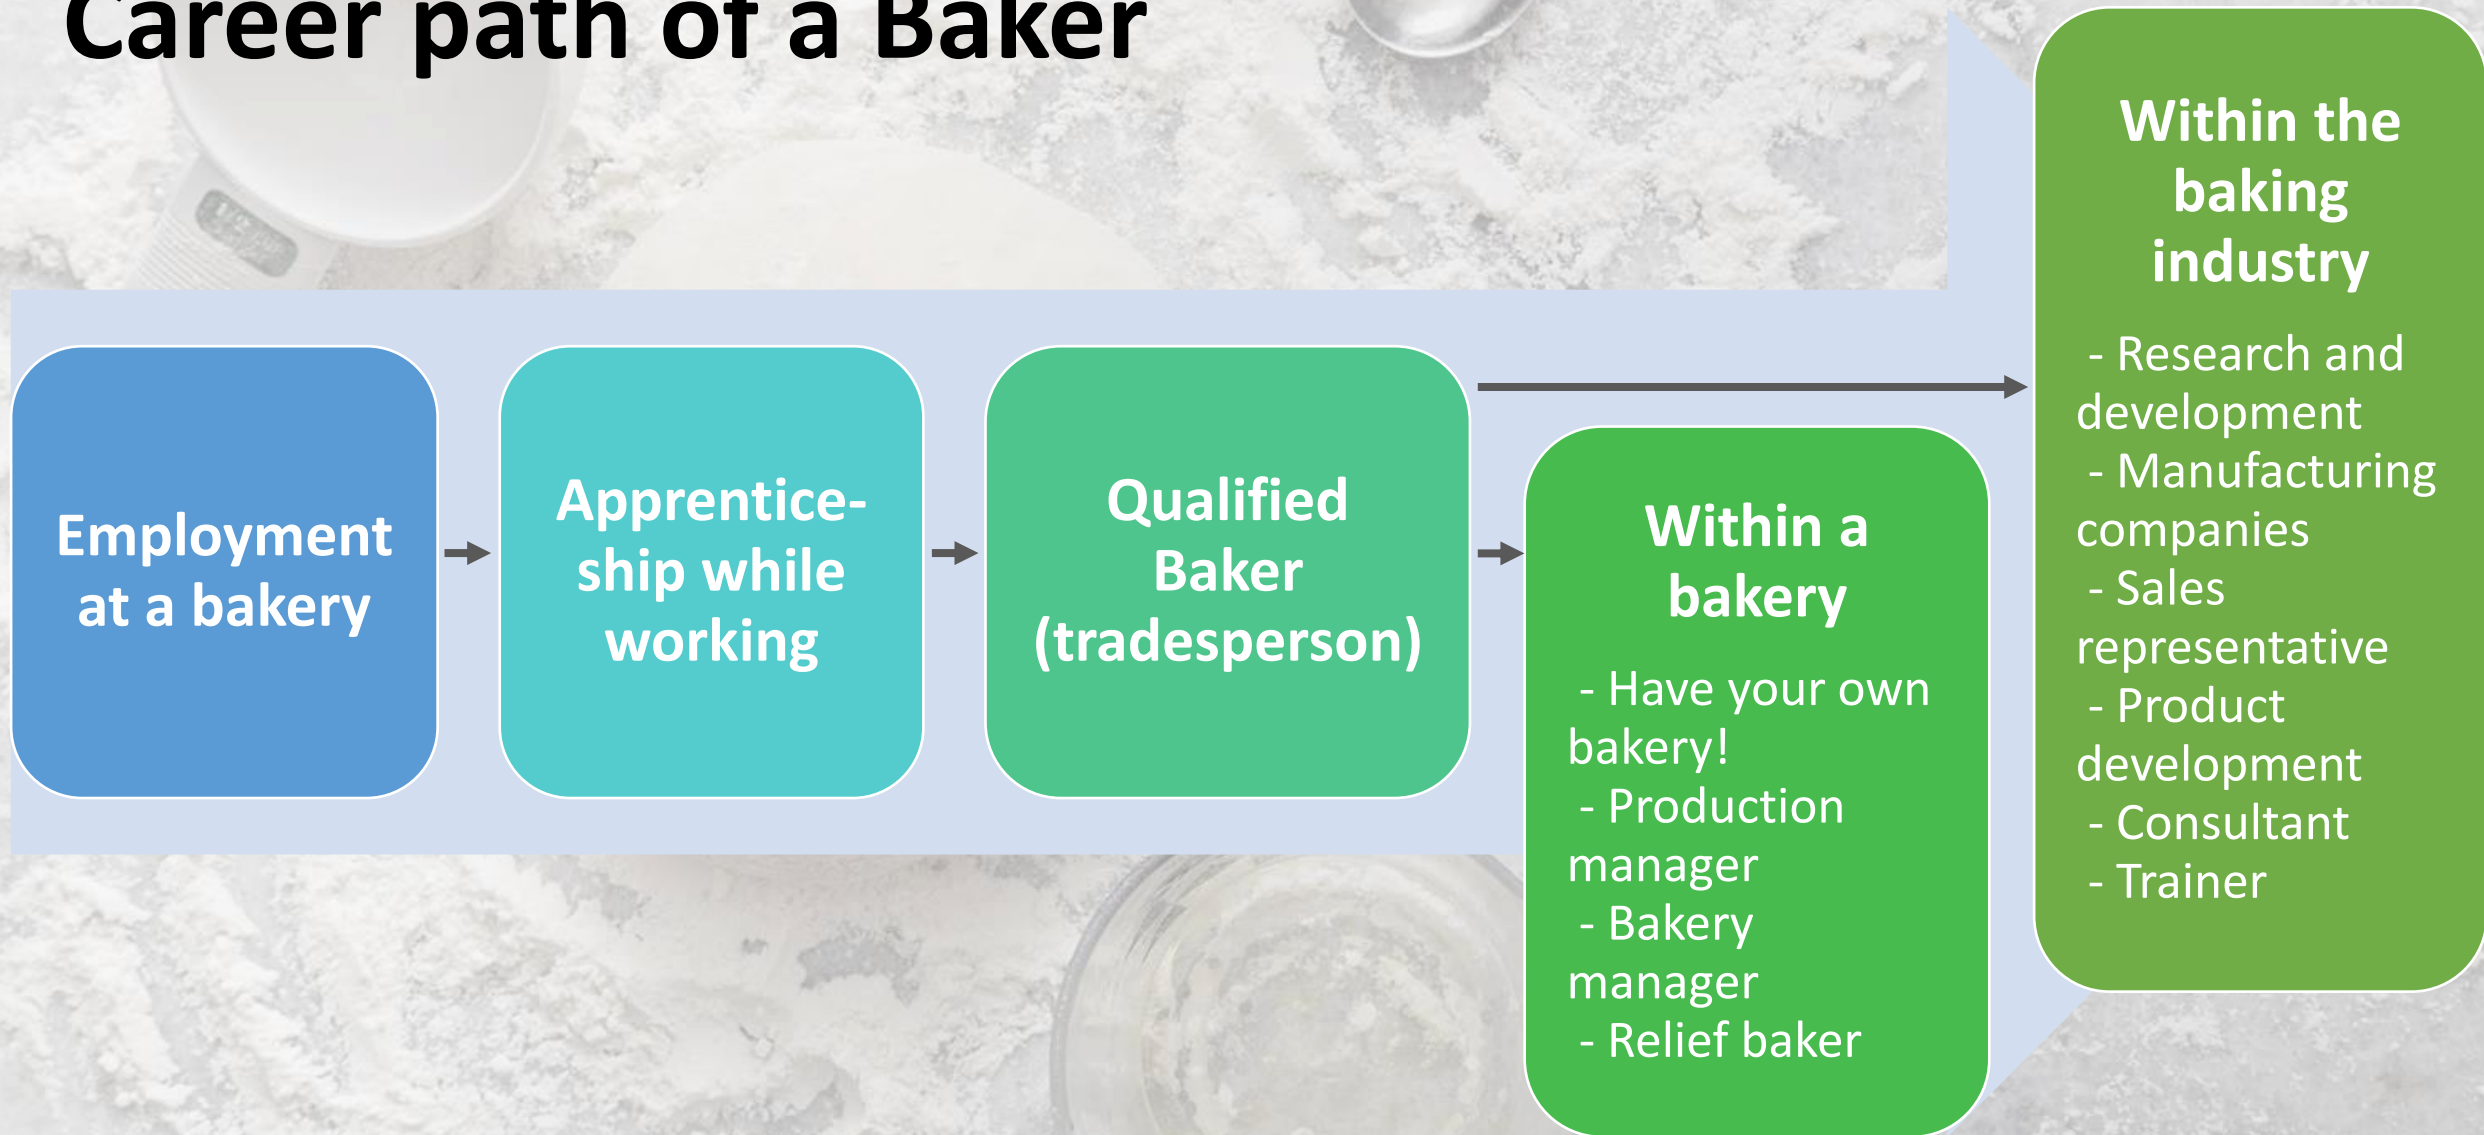 Career path of a Baker
Employment
at a bakery
Apprentice-
ship while
working
Qualified
Baker
(tradesperson)
Within a
bakery
- Have your own
bakery!
- Production
manager
- Bakery
manager
- Relief baker
Within the
baking
industry
- Research and
development
- Manufacturing
companies
- Sales
representative
- Product
development
- Consultant
- Trainer